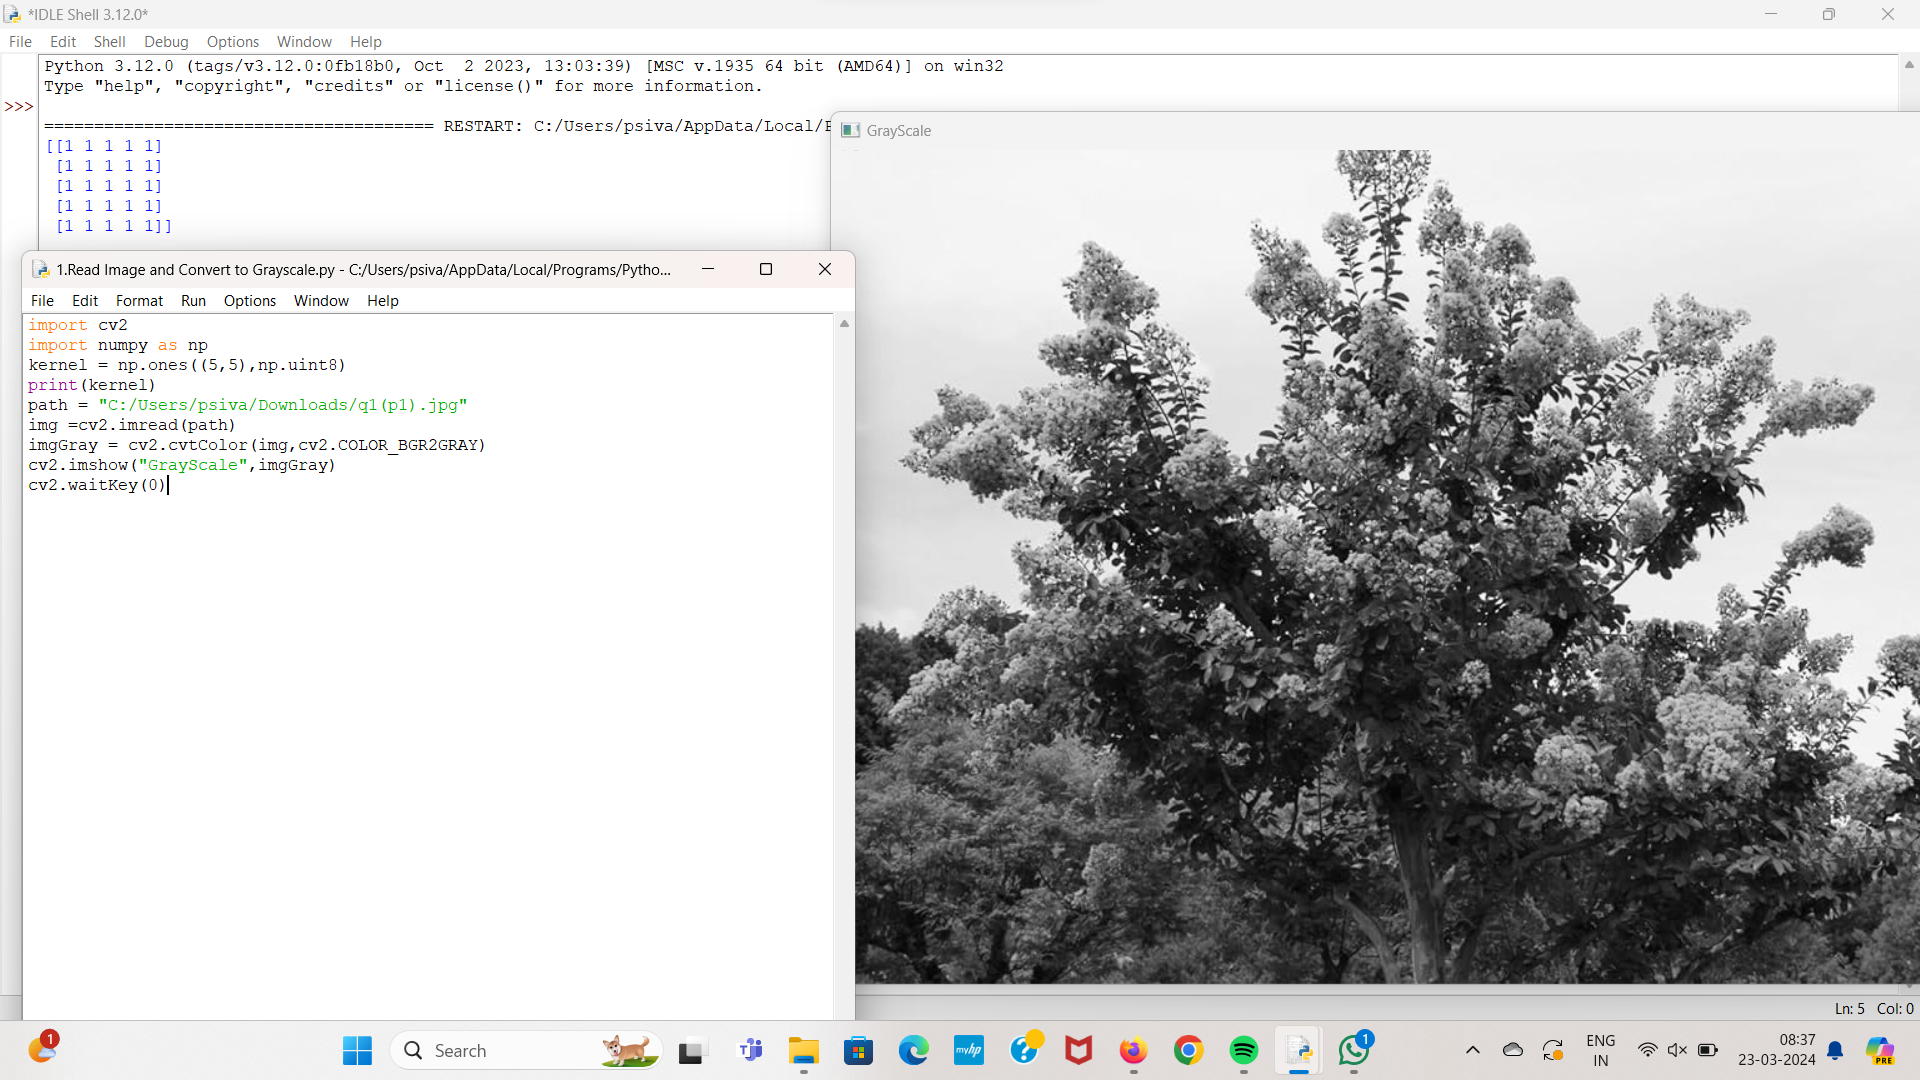 *IDLE Shell 3.12.0*
File Edit Shell Debug Options Window Help
Python 3.12.0 (tags/v3.12.0:0fb18b0, Oct  2 2023, 13:03:39) [MSC v.1935 64 bit (AMD64)] on win32
Type "help", "copyright", "credits" or "license()" for more information.
>>>
======================================= RESTART: C:/Users/psiva/AppData/Local/
[[1 1 1 1 1]
 [1 1 1 1 1]
 [1 1 1 1 1]
 [1 1 1 1 1]
 [1 1 1 1 1]]
GrayScale
1.Read Image and Convert to Grayscale.py - C:/Users/psiva/AppData/Local/Programs/Pytho...
File Edit Format Run Options Window Help
import cv2
import numpy as np
kernel = np.ones((5,5),np.uint8)
print(kernel)
path = "C:/Users/psiva/Downloads/q1(p1).jpg"
img =cv2.imread(path)
imgGray = cv2.cvtColor(img,cv2.COLOR_BGR2GRAY)
cv2.imshow("GrayScale",imgGray)
cv2.waitKey(0)
Ln: 5 Col: 0
1
Search
myhp
1
ENG
IN
08:37
23-03-2024
PRE